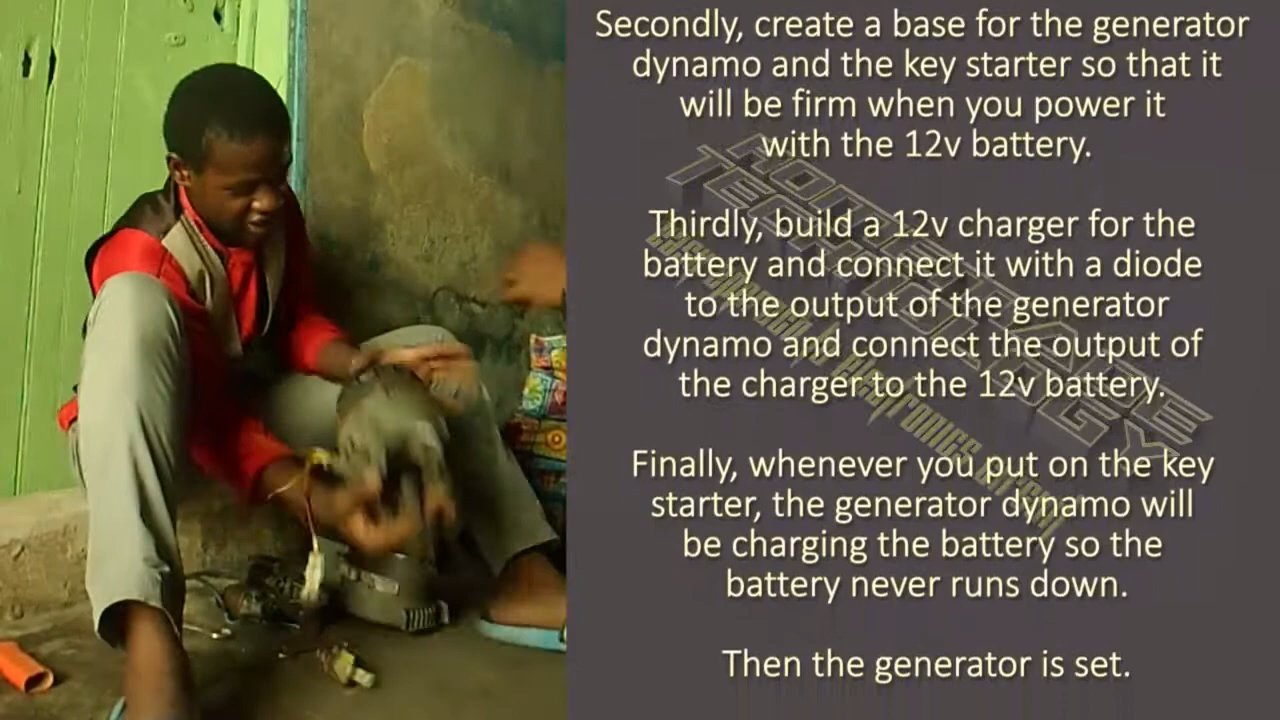 Secondly, create a base for the generator
dynamo and the key starter so that it
will be firm when you power it
with the 12v battery.
Thirdly, build a 12v charger for the
battery and connect it with a diode
to the output of the generator
dynamo and connect the output of
the charger to the 12v battery.
Finally, whenever you put on the key
starter, the generator dynamo will
be charging the battery so the
battery never runs down.
Then the generator is set.